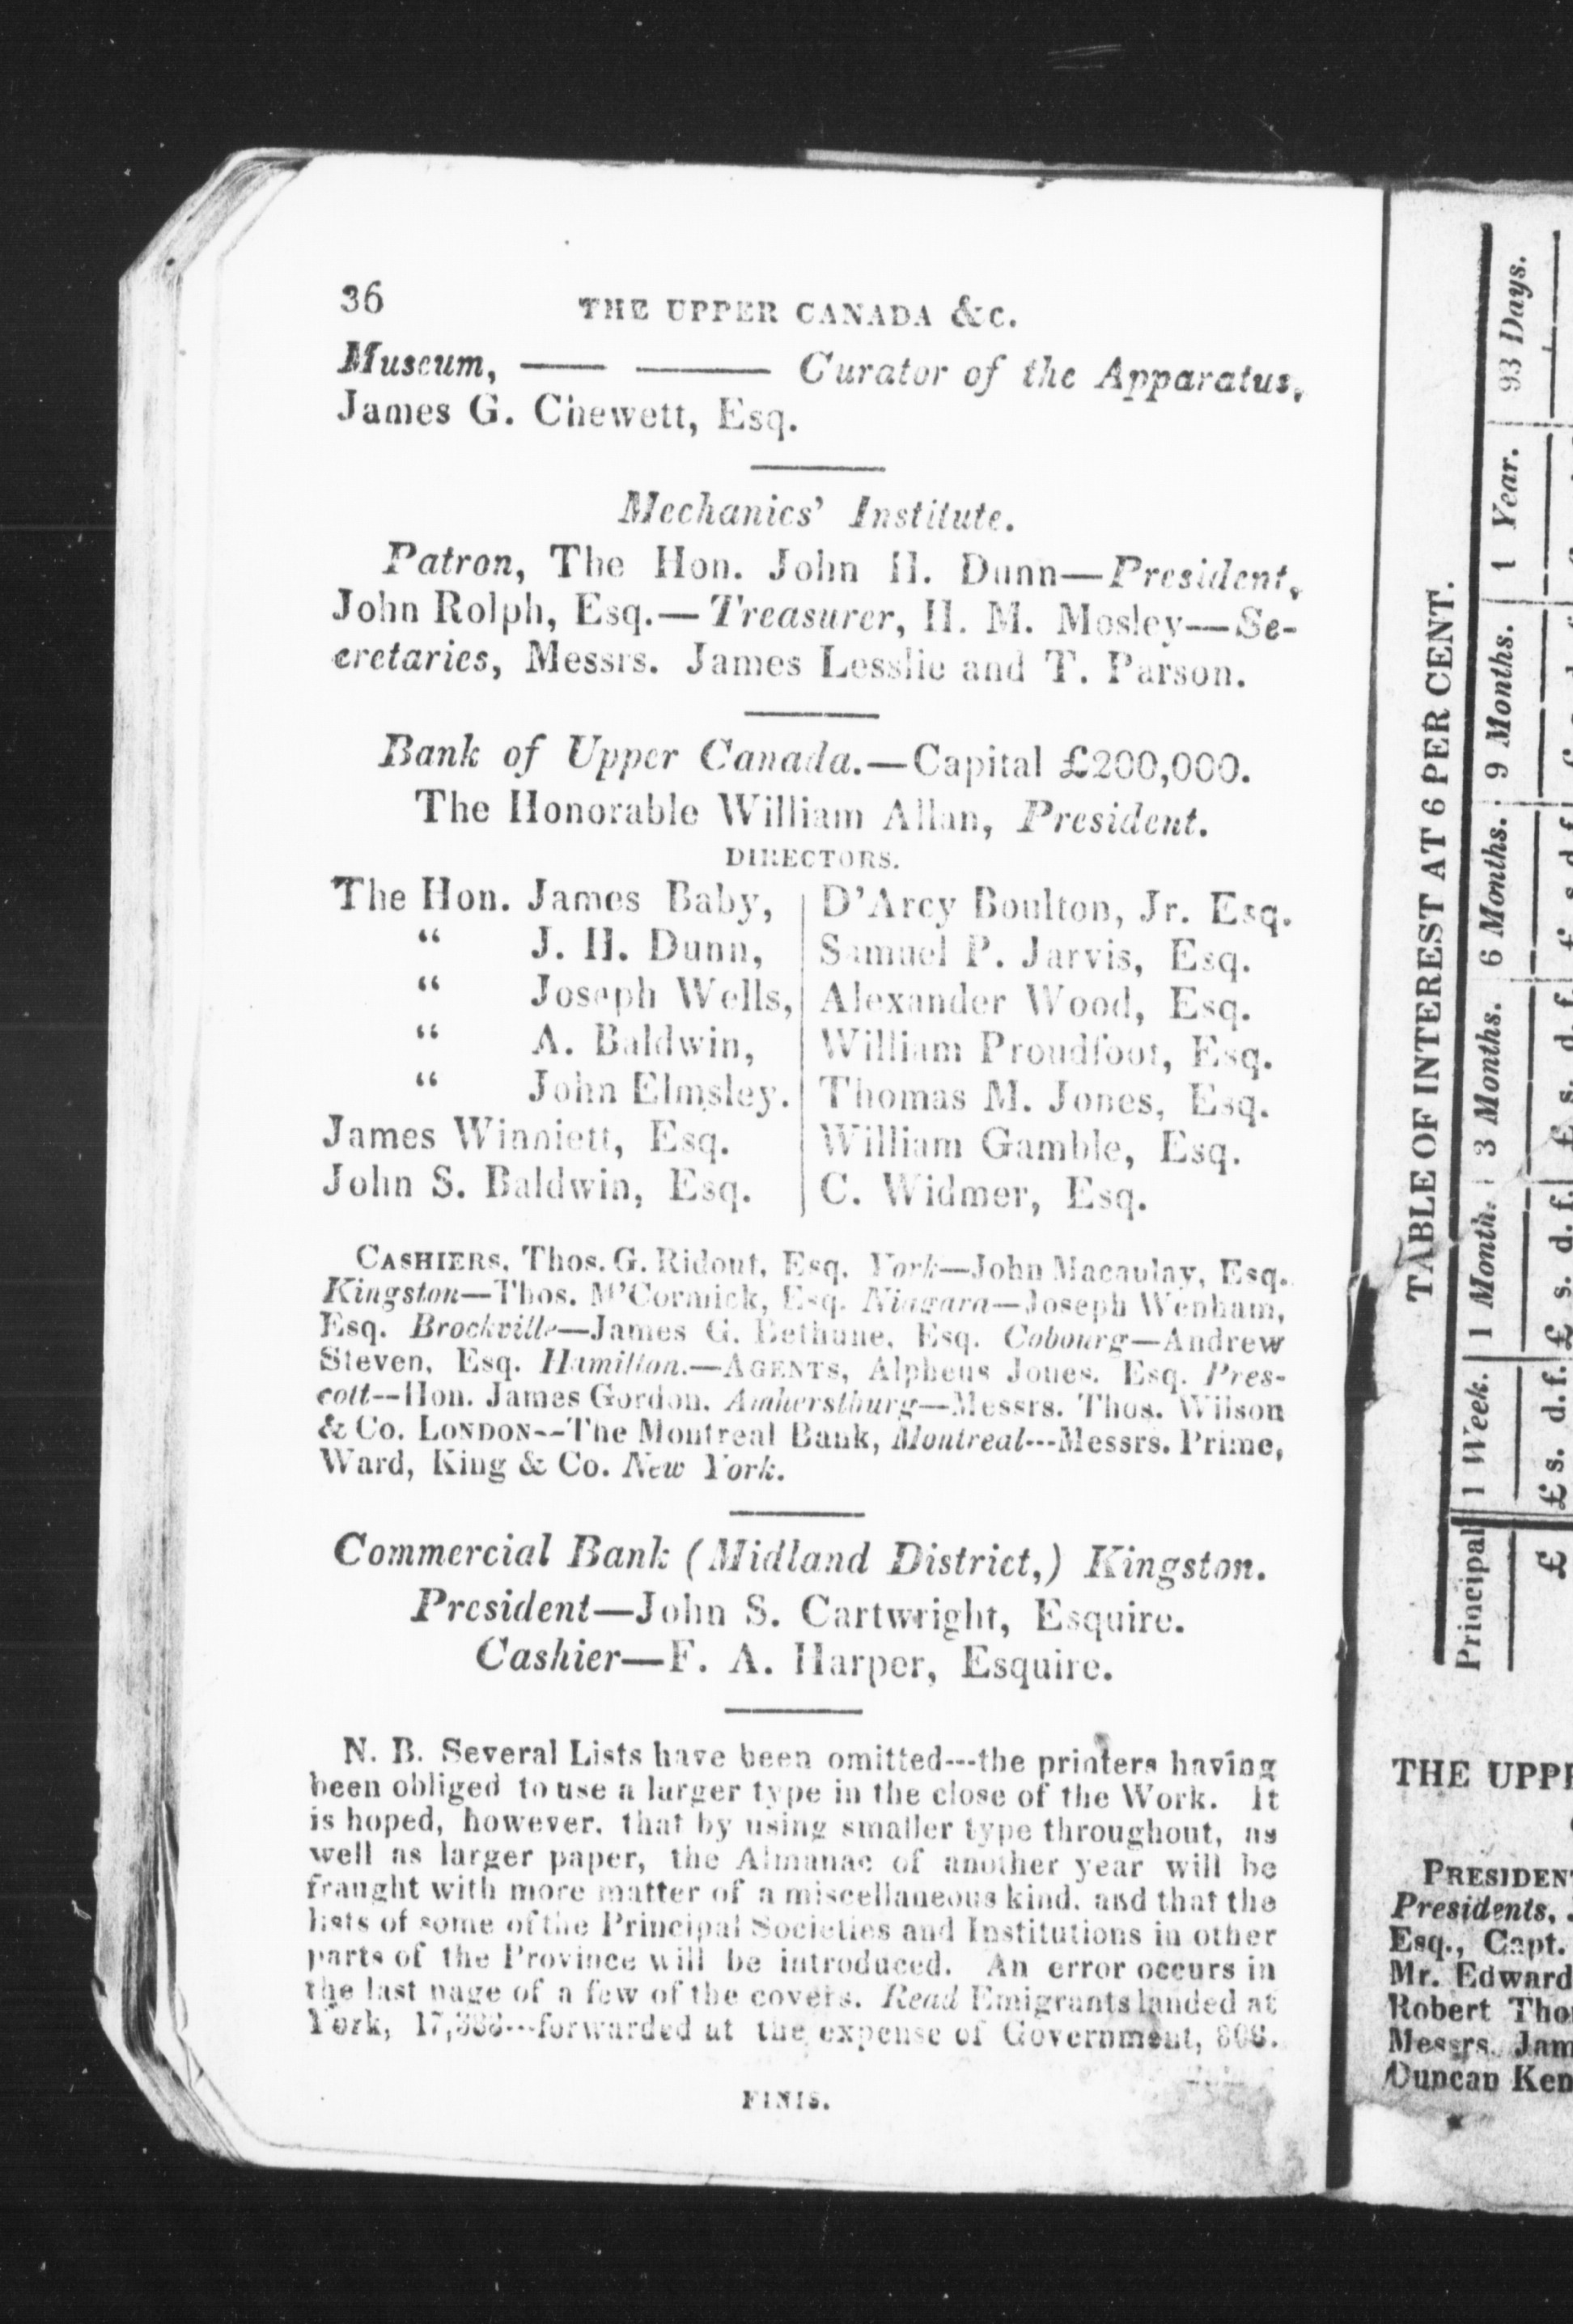 36 THE UPPER CANADA &C.
Museum, —— ——— Curator of the Apparatus,
James G. Chewett, Esq.
Mechanics' Institute.
Patron, The Hon. John H. Dunn—President,
John Rolph, Esq.—Treasurer, H. M. Mosley—Se-
cretaries, Messrs. James Lesslie and T. Parson.
Bank of Upper Canada.—Capital £200,000.
The Honorable William Allan, President.
DIRECTORS.
The Hon. James Baby,
“ J. H. Dunn,
“ Joseph Wells,
“ A. Baldwin,
“ John Elmsley.
James Winniett, Esq.
John S. Baldwin, Esq.
D'Arcy Boulton, Jr. Esq.
Samuel P. Jarvis, Esq.
Alexander Wood, Esq.
William Proudfoot, Esq.
Thomas M. Jones, Esq.
William Gamble, Esq.
C. Widmer, Esq.
CASHIERS, Thos. G. Ridout, Esq. York—John Macaulay, Esq.
Kingston—Thos. M'Cormick, Esq. Niagara—Joseph Wenham,
Esq. Brockville—James G. Bethune, Esq. Cobourg—Andrew
Steven, Esq. Hamilton.—AGENTS, Alpheus Jones, Esq. Pres-
cott--Hon. James Gordon, Amherstburg—Messrs. Thos. Wilson
& Co. LONDON--The Montreal Bank, Montreal---Messrs. Prime,
Ward, King & Co. New York.
Commercial Bank (Midland District,) Kingston.
President—John S. Cartwright, Esquire.
Cashier—F. A. Harper, Esquire.
N. B. Several Lists have been omitted---the printers having
been obliged to use a larger type in the close of the Work. It
is hoped, however, that by using smaller type throughout, as
well as larger paper, the Almanac of another year will be
fraught with more matter of a miscellaneous kind, and that the
lists of some of the Principal Societies and Institutions in other
parts of the Province will be introduced. An error occurs in
the last page of a few of the covers. Read Emigrants landed at
York, forwarded at the expense of Government,
FINIS.
TABLE OF INTEREST AT 6 PER CENT.
Principal 1 Week. 1 Month. 3 Months. 6 Months. 9 Months. 1 Year. 93 Days.
£ £ s. d. f. £ s. d. f. £ s. d. f. £ s. d. f.
THE UPPE
PRESIDENT
Presidents,
Esq., Capt.
Mr. Edward
Robert Tho
Messrs. Jam
Duncan Ken